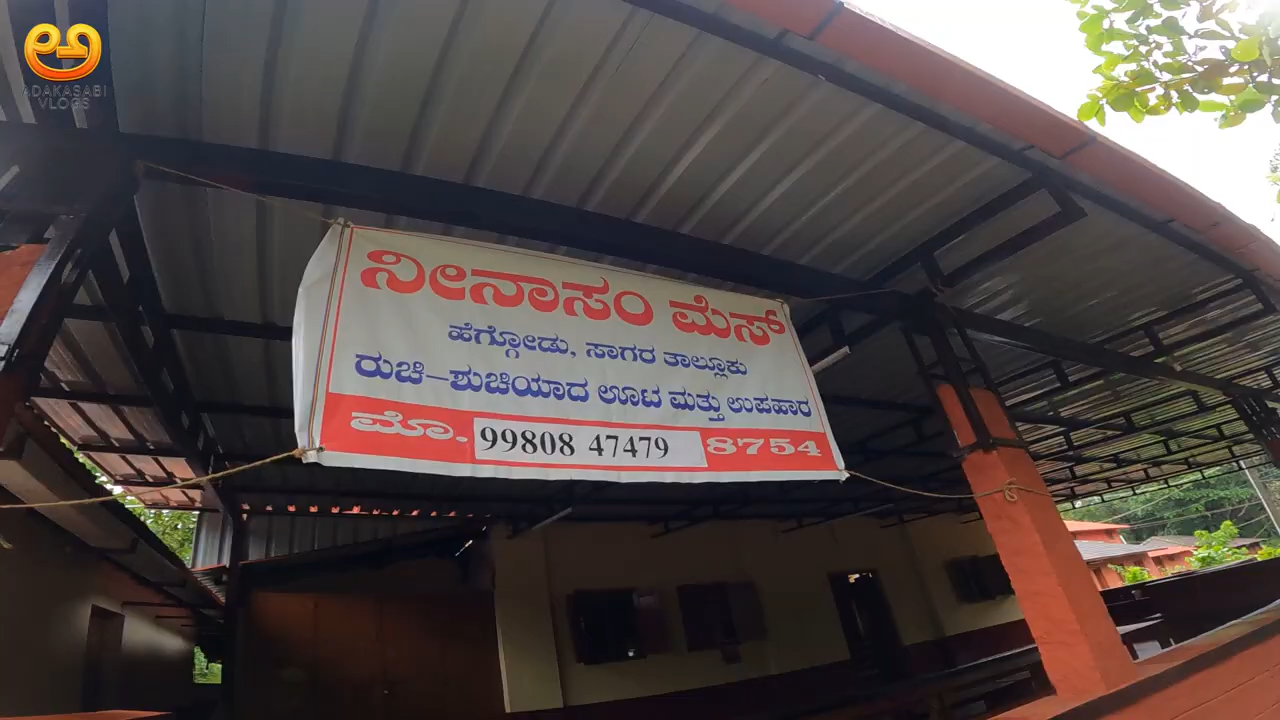 ಅ
ADAKASABI
VLOGS
ನೀನಾಸಂ ಮೆಸ್
ಹೆಗ್ಗೋಡು, ಸಾಗರ ತಾಲ್ಲೂಕು
ರುಚಿ-ಶುಚಿಯಾದ ಊಟ ಮತ್ತು ಉಪಹಾರ
ಮೊ. 99808 47479 8754